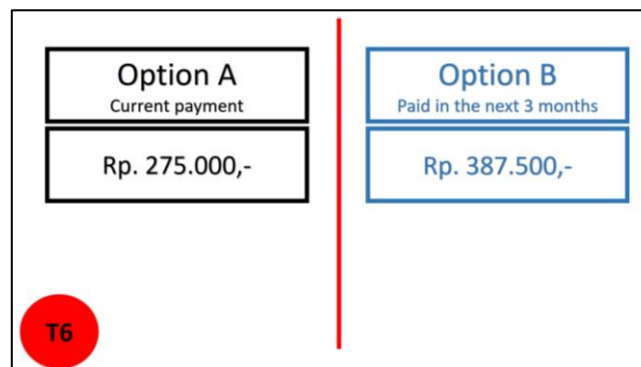 Option A
Current payment
Rp. 275.000,-
Option B
Paid in the next 3 months
Rp. 387.500,-
T6